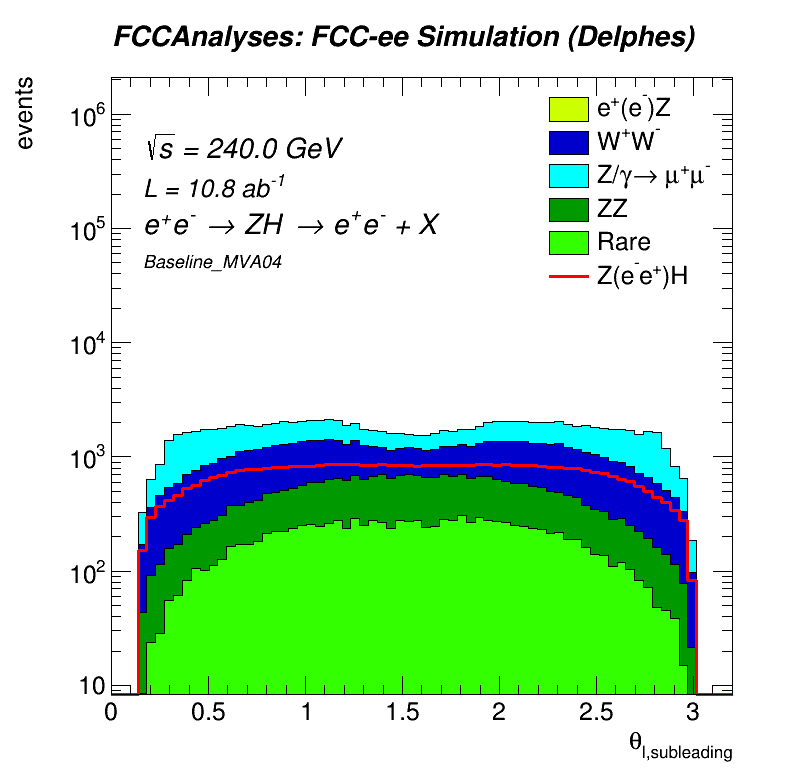 FCCAnalyses: FCC-ee Simulation (Delphes)
events
√s = 240.0 GeV
L = 10.8 ab⁻¹
e⁺e⁻ → ZH → e⁺e⁻ + X
Baseline_MVA04
e⁺(e⁻)Z
W⁺W⁻
Z/γ→ μ⁺μ⁻
ZZ
Rare
Z(e⁻e⁺)H
10⁶
10⁵
10⁴
10³
10²
10
0 0.5 1 1.5 2 2.5 3
θl,subleading